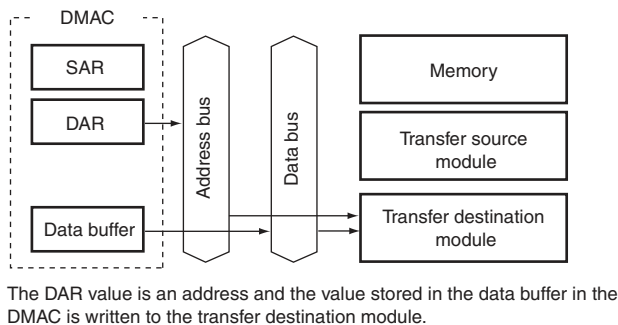 DMAC
SAR
DAR
Data buffer
Address bus
Data bus
Memory
Transfer source
module
Transfer destination
module
The DAR value is an address and the value stored in the data buffer in the
DMAC is written to the transfer destination module.